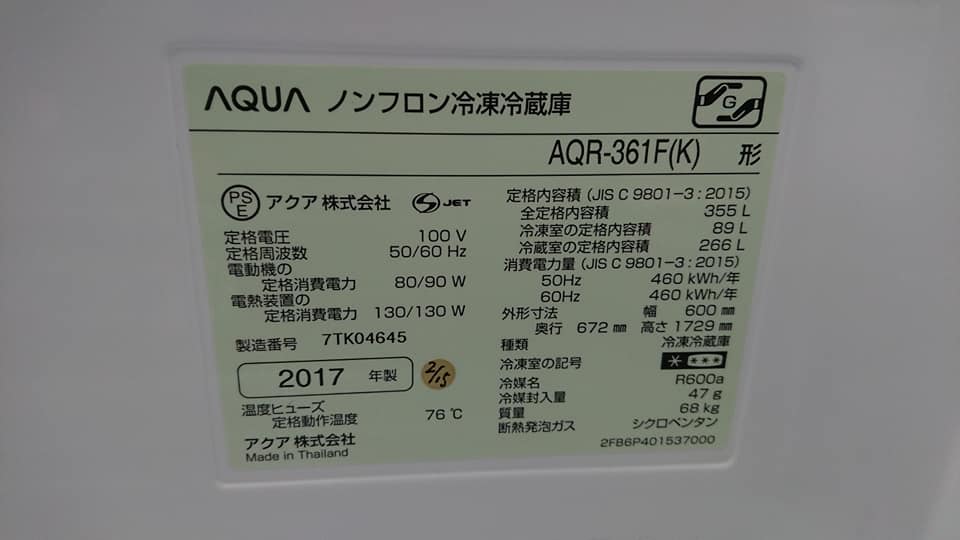 AQUA ノンフロン冷凍冷蔵庫
G
AQR-361F(K) 形
PS
E
アクア株式会社 S JET
定格電圧 100 V
定格周波数 50/60 Hz
電動機の
定格消費電力 80/90 W
電熱装置の
定格消費電力 130/130 W
製造番号 7TK04645
2017 年製 2/15
温度ヒューズ
定格動作温度 76 ℃
アクア 株式会社
Made in Thailand
定格内容積 (JIS C 9801-3 : 2015)
全定格内容積 355 L
冷凍室の定格内容積 89 L
冷蔵室の定格内容積 266 L
消費電力量 (JIS C 9801-3 : 2015)
50Hz 460 kWh/年
60Hz 460 kWh/年
外形寸法 幅 600 ㎜
奥行 672 ㎜ 高さ 1729 ㎜
種類 冷凍冷蔵庫
冷凍室の記号 * ***
冷媒名 R600a
冷媒封入量 47 g
質量 68 kg
断熱発泡ガス シクロペンタン
2FB6P401537000